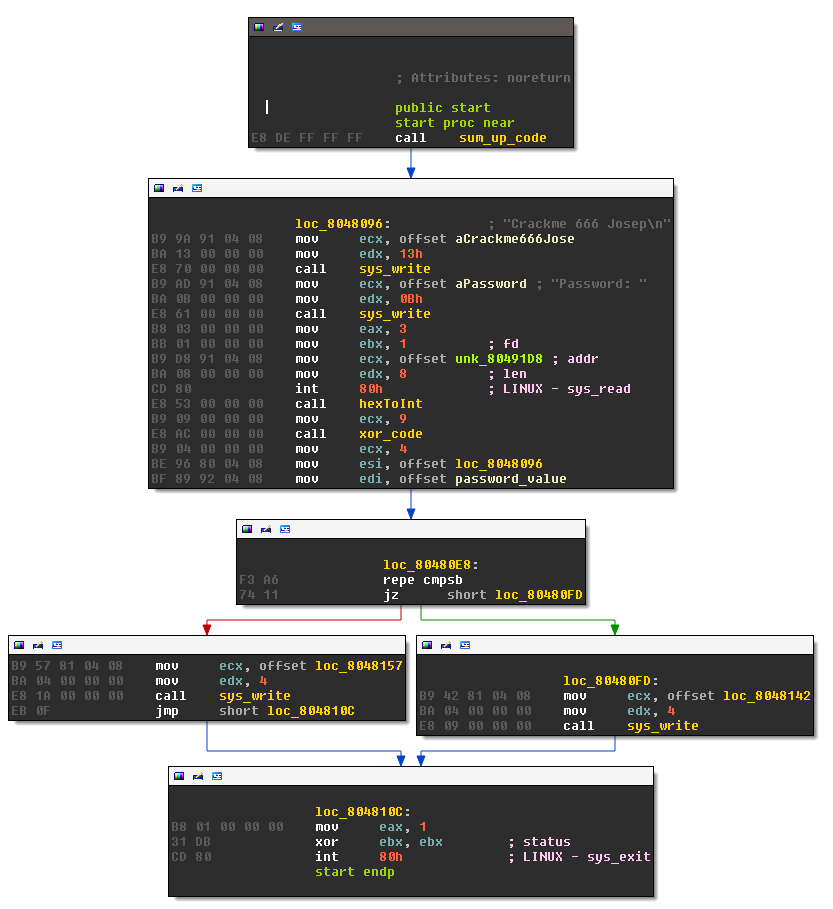 ; Attributes: noreturn
public start
start proc near
E8 DE FF FF FF call sum_up_code
loc_8048096: ; "Crackme 666 Josep\n"
B9 9A 91 04 08 mov ecx, offset aCrackme666Jose
BA 13 00 00 00 mov edx, 13h
E8 70 00 00 00 call sys_write
B9 AD 91 04 08 mov ecx, offset aPassword ; "Password: "
BA 0B 00 00 00 mov edx, 0Bh
E8 61 00 00 00 call sys_write
B8 03 00 00 00 mov eax, 3
BB 01 00 00 00 mov ebx, 1 ; fd
B9 D8 91 04 08 mov ecx, offset unk_80491D8 ; addr
BA 08 00 00 00 mov edx, 8 ; len
CD 80 int 80h ; LINUX - sys_read
E8 53 00 00 00 call hexToInt
B9 09 00 00 00 mov ecx, 9
E8 AC 00 00 00 call xor_code
B9 04 00 00 00 mov ecx, 4
BE 96 80 04 08 mov esi, offset loc_8048096
BF 89 92 04 08 mov edi, offset password_value
loc_80480E8:
F3 A6 repe cmpsb
74 11 jz short loc_80480FD
B9 57 81 04 08 mov ecx, offset loc_8048157
BA 04 00 00 00 mov edx, 4
E8 1A 00 00 00 call sys_write
EB 0F jmp short loc_804810C
loc_80480FD:
B9 42 81 04 08 mov ecx, offset loc_8048142
BA 04 00 00 00 mov edx, 4
E8 09 00 00 00 call sys_write
loc_804810C:
B8 01 00 00 00 mov eax, 1
31 DB xor ebx, ebx ; status
CD 80 int 80h ; LINUX - sys_exit
start endp